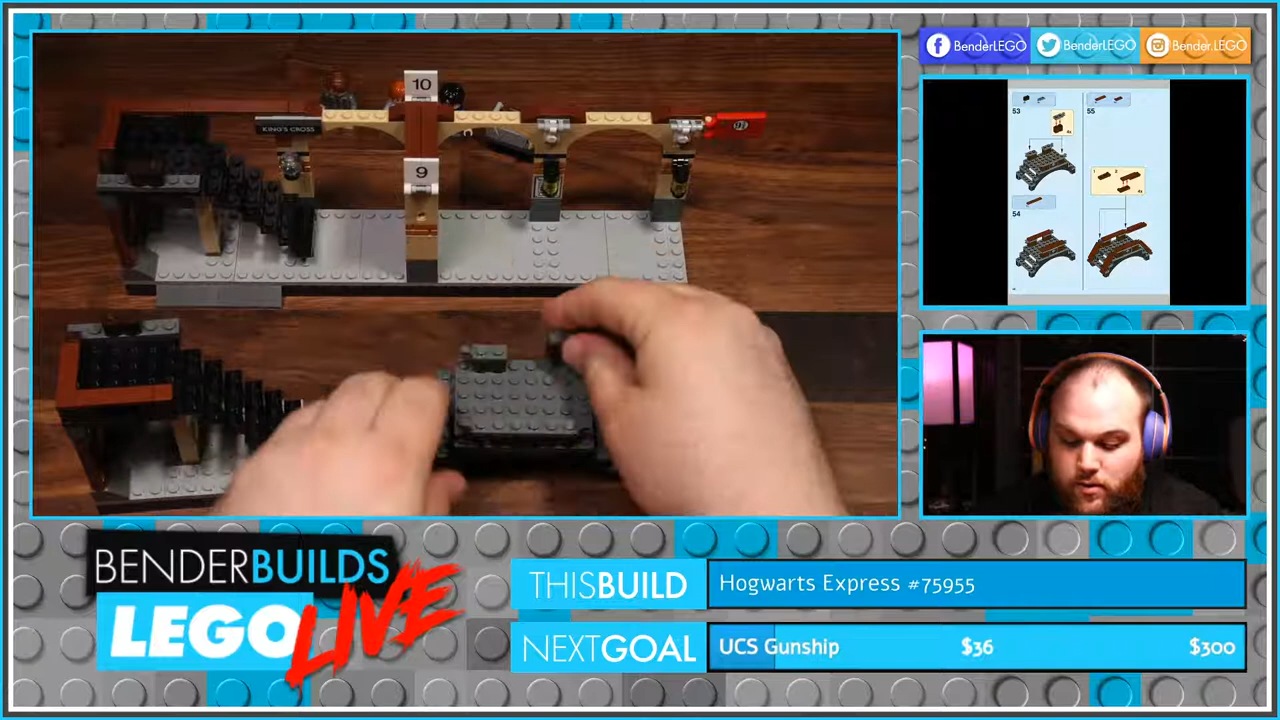 BenderLEGO
BenderLEGO
Bender.LEGO
10
KING'S CROSS
9
53
55
54
BENDERBUILDS
LEGO LIVE
THISBUILD
Hogwarts Express #75955
NEXTGOAL
UCS Gunship $36 $300